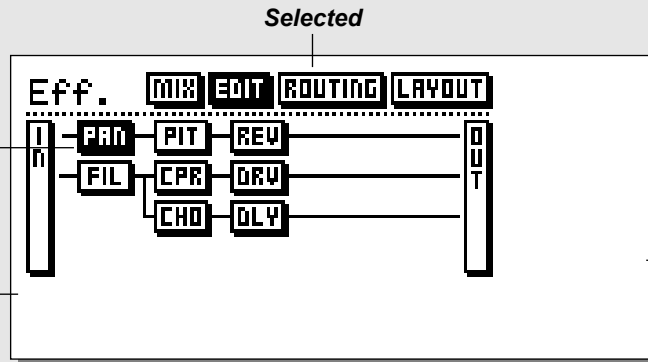 Selected
Eff. MIX EDIT ROUTING LAYOUT
In PAN PIT REV OUT
FIL CPR DRV
CHO DLY